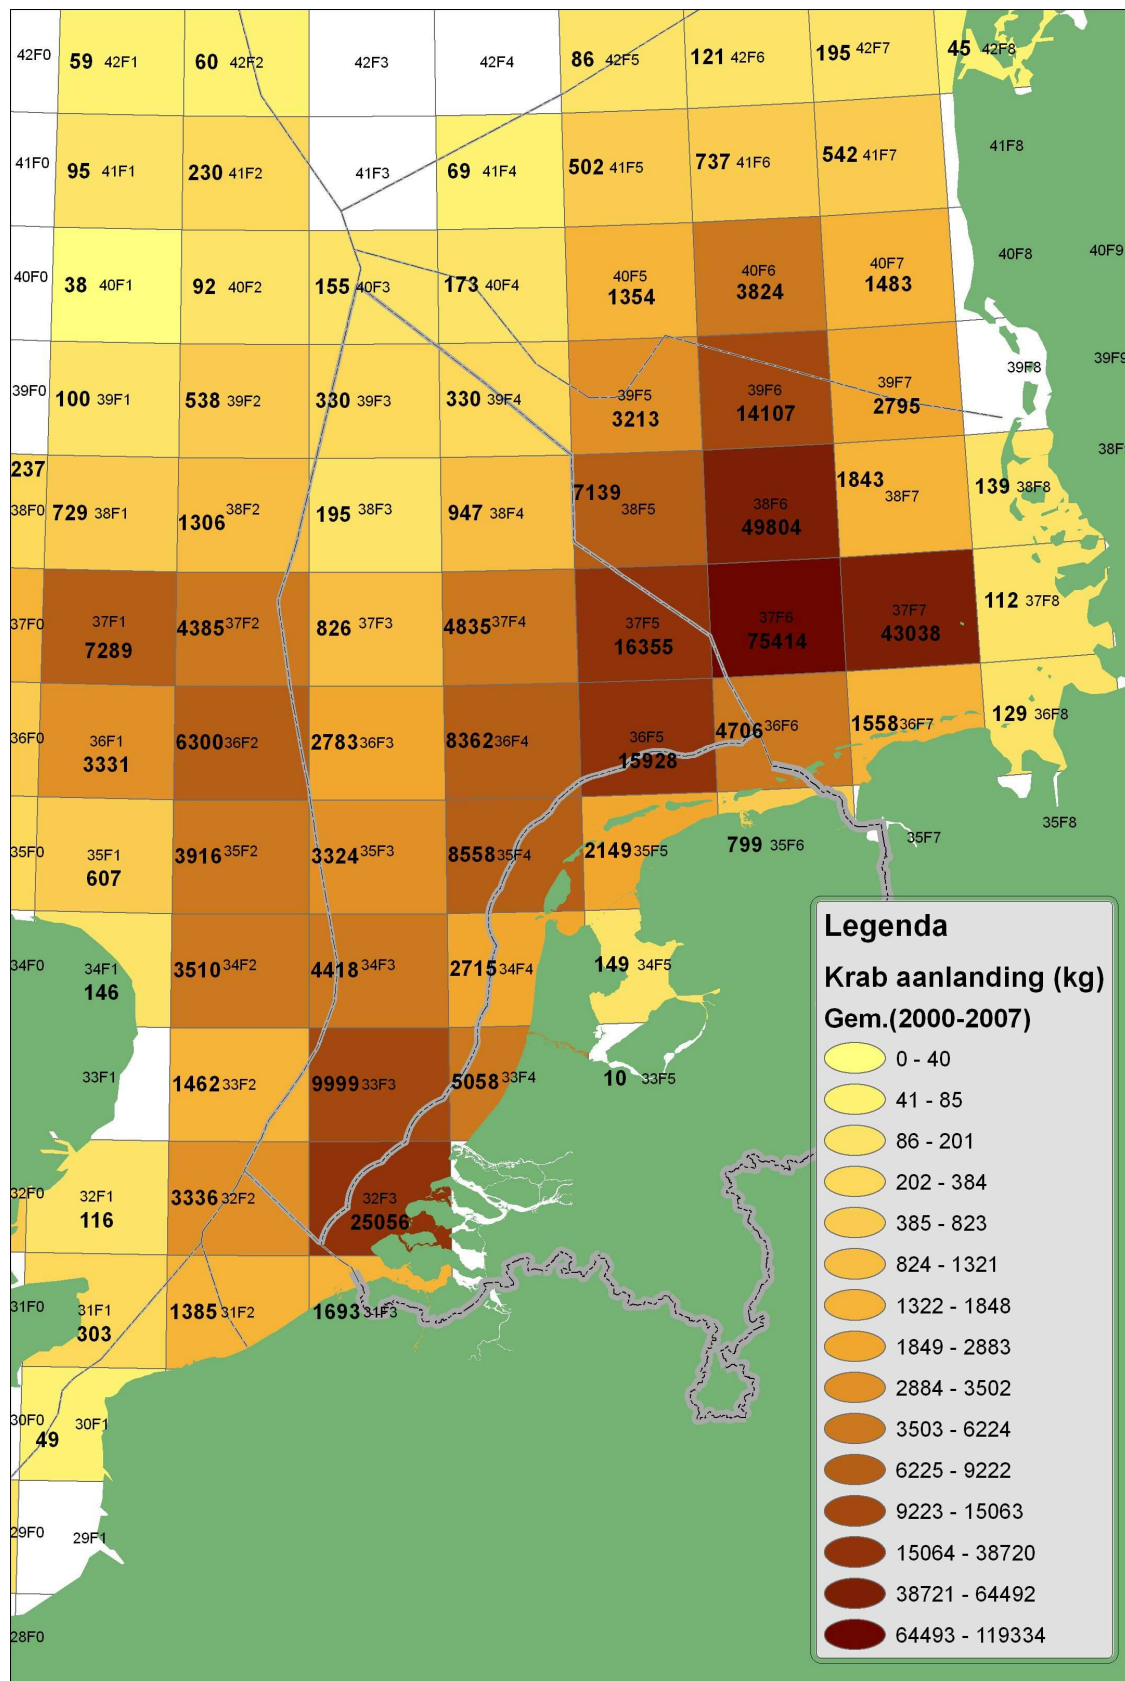 42F0 59 42F1 60 42F2 42F3 42F4 86 42F5 121 42F6 195 42F7 45 42F8
41F0 95 41F1 230 41F2 41F3 69 41F4 502 41F5 737 41F6 542 41F7 41F8
40F0 38 40F1 92 40F2 155 40F3 173 40F4 40F5 40F6 40F7 40F8 40F9
1354 3824 1483
39F0 100 39F1 538 39F2 330 39F3 330 39F4 39F5 39F6 39F7 39F8 39F9
3213 14107 2795
237
38F0 729 38F1 1306 38F2 195 38F3 947 38F4 7139 38F5 38F6 1843 38F7 139 38F8 38F
49804
37F0 37F1 4385 37F2 826 37F3 4835 37F4 37F5 37F6 37F7 112 37F8
7289 16355 75414 43038
36F0 36F1 6300 36F2 2783 36F3 8362 36F4 36F5 4706 36F6 1558 36F7 129 36F8
3331 15928
35F0 35F1 3916 35F2 3324 35F3 8558 35F4 2149 35F5 799 35F6 35F7 35F8
607
34F0 34F1 3510 34F2 4418 34F3 2715 34F4 149 34F5
146
33F1 1462 33F2 9999 33F3 5058 33F4 10 33F5
32F0 32F1 3336 32F2 32F3
116 25056
31F0 31F1 1385 31F2 1693 31F3
303
30F0 30F1
49
29F0 29F1
28F0
Legenda
Krab aanlanding (kg)
Gem.(2000-2007)
0 - 40
41 - 85
86 - 201
202 - 384
385 - 823
824 - 1321
1322 - 1848
1849 - 2883
2884 - 3502
3503 - 6224
6225 - 9222
9223 - 15063
15064 - 38720
38721 - 64492
64493 - 119334